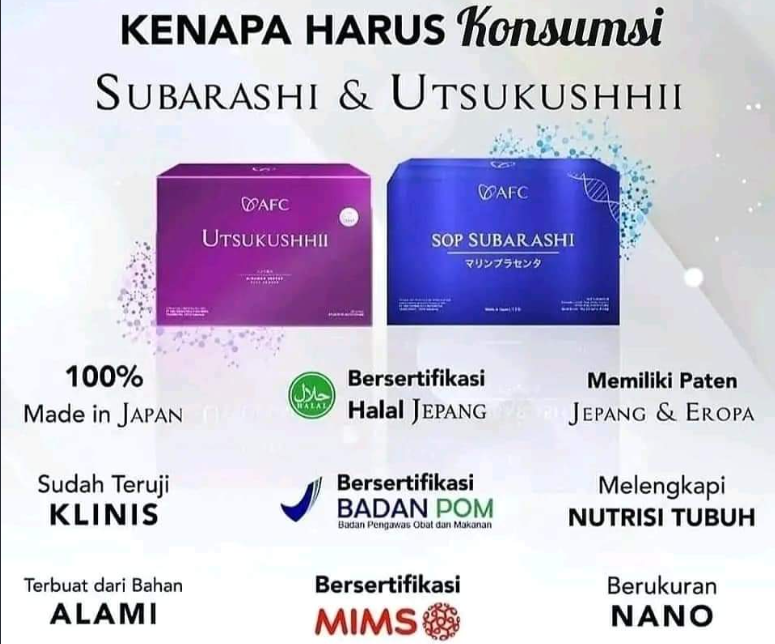 KENAPA HARUS Konsumsi
SUBARASHI & UTSUKUSHHII
AFC
UTSUKUSHHII
AFC
SOP SUBARASHI
マリンプラセンタ
100%
Made in JAPAN
حلال
HALAL
Bersertifikasi
Halal JEPANG
Memiliki Paten
JEPANG & EROPA
Sudah Teruji
KLINIS
Bersertifikasi
BADAN POM
Badan Pengawas Obat dan Makanan
Melengkapi
NUTRISI TUBUH
Terbuat dari Bahan
ALAMI
Bersertifikasi
MIMS
Berukuran
NANO